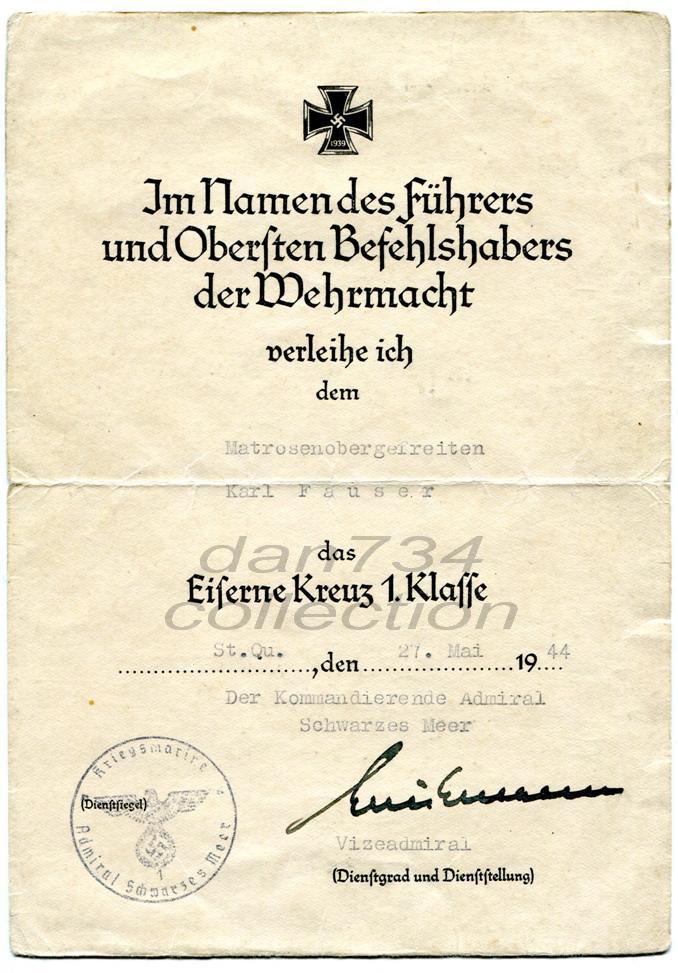 1939
Im Namen des Führers
und Oberſten Befehlshabers
der Wehrmacht
verleihe ich
dem
Matrosenobergefreiten
Karl F a u s e r
dan734
das
Eiſerne Kreuz 1. Klaſſe
collection
St.Qu. ,den 27. Mai 19 44
Der Kommandierende Admiral
Schwarzes Meer
Kriegsmarine
(Dienſtſiegel)
Admiral Schwarzes Meer
1
Vizeadmiral
(Dienſtgrad und Dienſtſtellung)